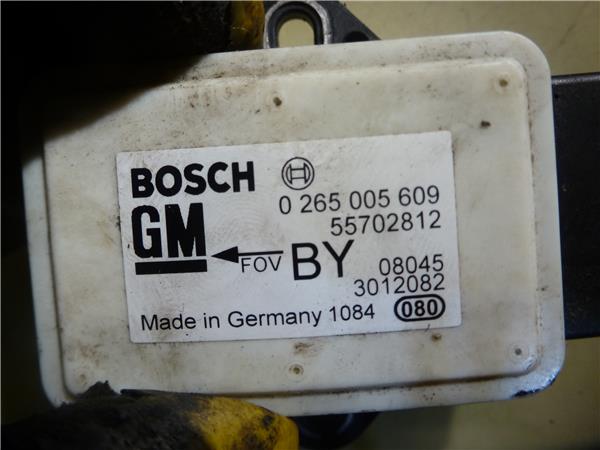 BOSCH
0 265 005 609
55702812
GM
FOV BY
08045
3012082
Made in Germany 1084 080